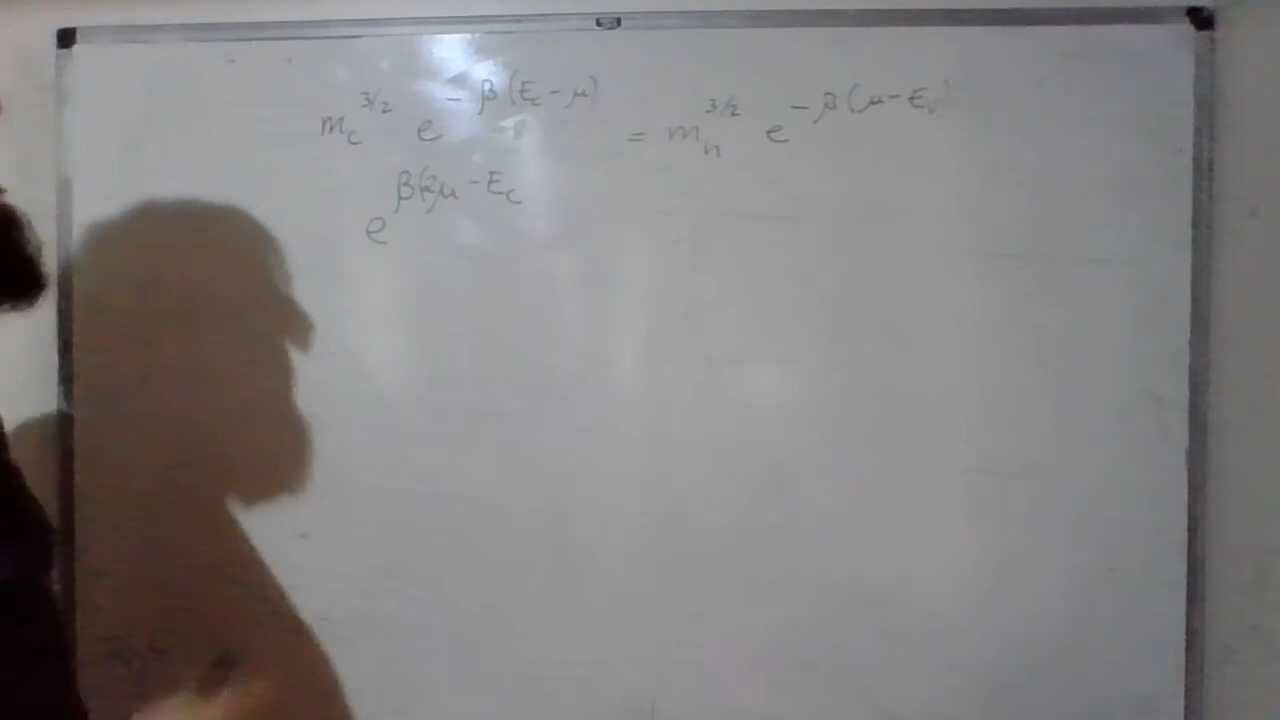 m_c^{3/2} e^{-β(E_c-μ)} = m_h^{3/2} e^{-β(μ-E_v)}
e^{β(2μ-E_c}